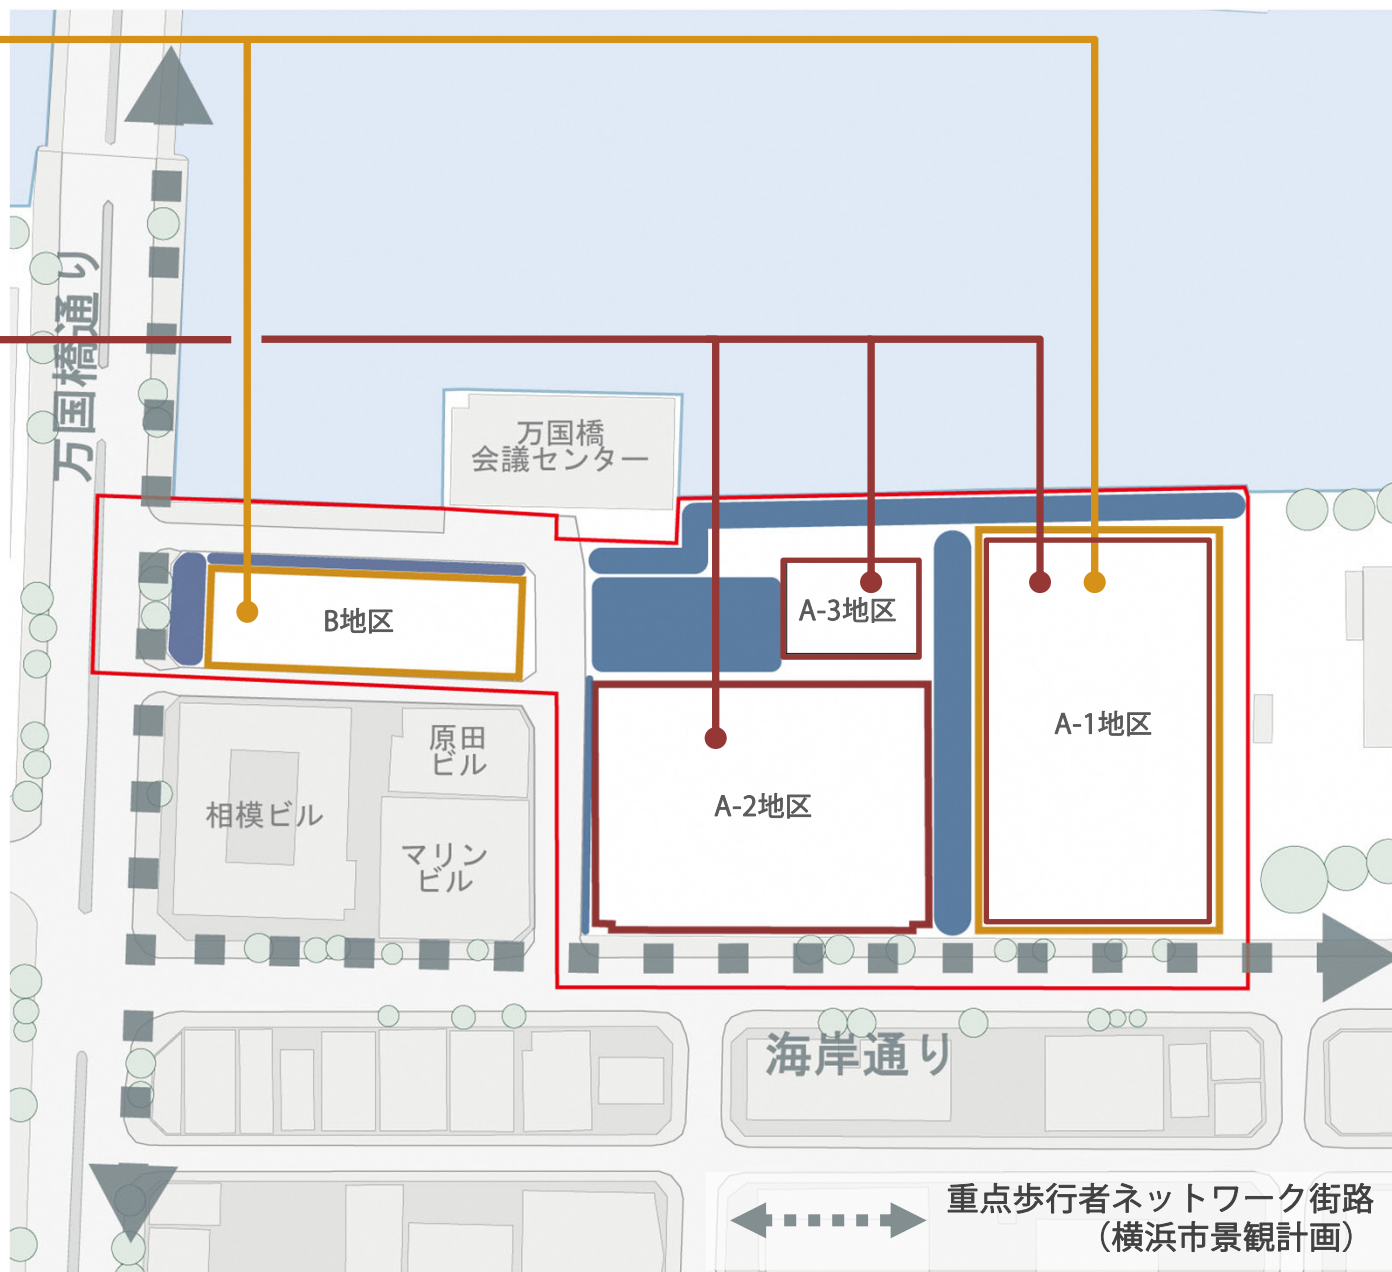 万国橋通り
万国橋
会議センター
B地区
A-3地区
A-1地区
A-2地区
原田
ビル
相模ビル
マリン
ビル
海岸通り
重点歩行者ネットワーク街路
（横浜市景観計画）